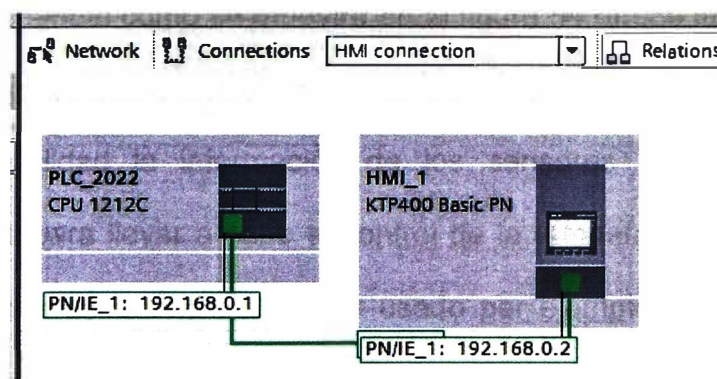 Network Connections HMI connection Relations
PLC_2022
CPU 1212C
HMI_1
KTP400 Basic PN
PN/IE_1: 192.168.0.1
PN/IE_1: 192.168.0.2